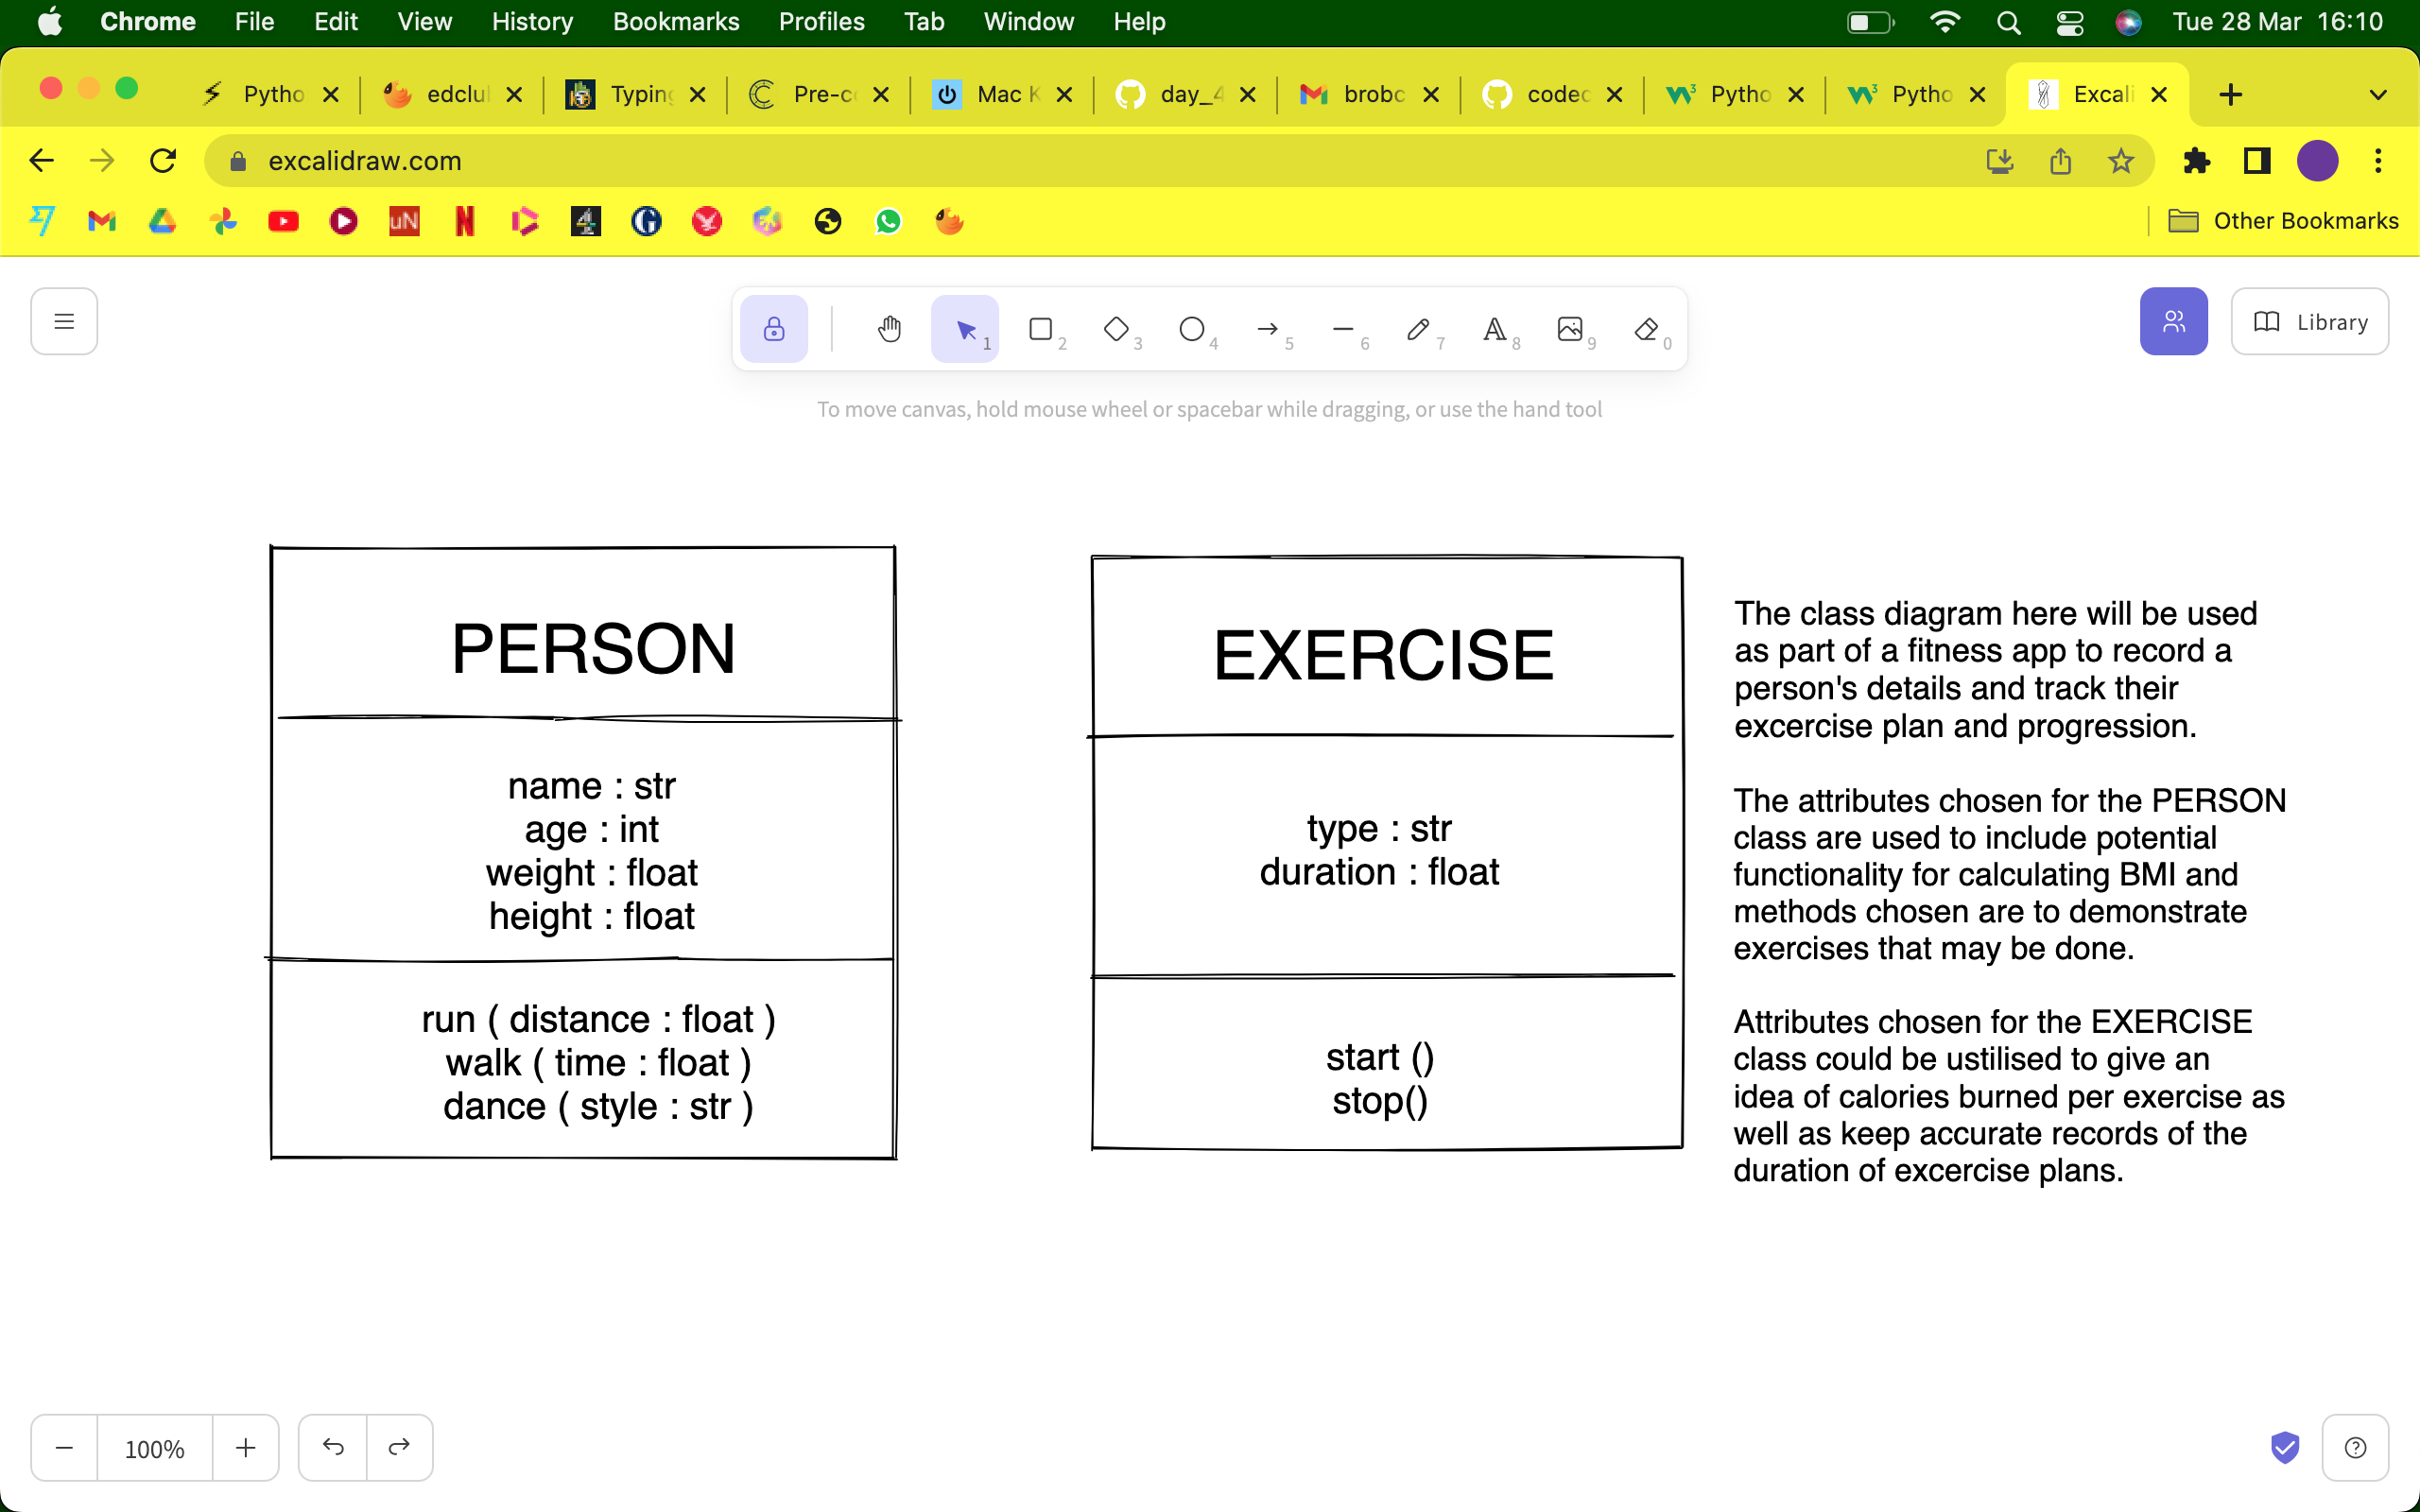 Chrome File Edit View History Bookmarks Profiles Tab Window Help Tue 28 Mar 16:10
Pytho edclul Typing Pre-c Mac K day_4 brobc codec Pytho Pytho Excali
excalidraw.com
uN N 4 G
Other Bookmarks
1 2 3 4 5 6 7 A 8 9 0
Library
To move canvas, hold mouse wheel or spacebar while dragging, or use the hand tool
PERSON
name : str
age : int
weight : float
height : float
run ( distance : float )
walk ( time : float )
dance ( style : str )
EXERCISE
type : str
duration : float
start ()
stop()
The class diagram here will be used
as part of a fitness app to record a
person's details and track their
excercise plan and progression.
The attributes chosen for the PERSON
class are used to include potential
functionality for calculating BMI and
methods chosen are to demonstrate
exercises that may be done.
Attributes chosen for the EXERCISE
class could be ustilised to give an
idea of calories burned per exercise as
well as keep accurate records of the
duration of excercise plans.
100%